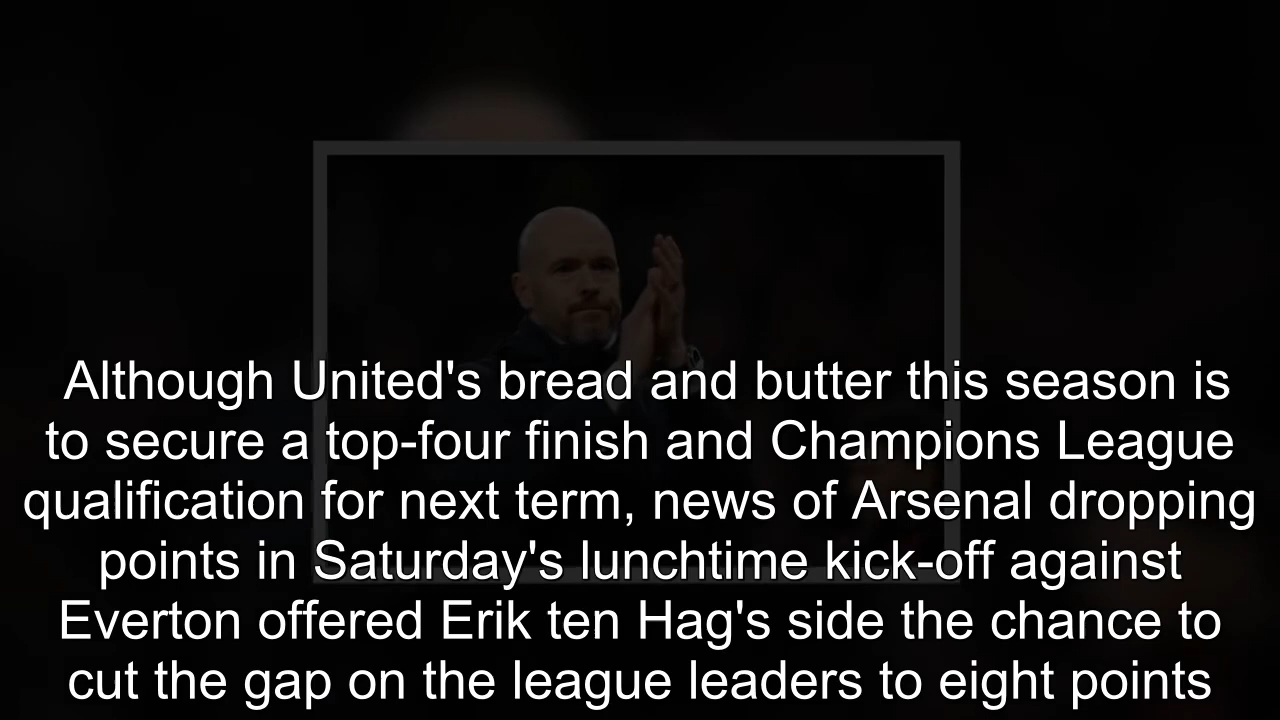 Although United's bread and butter this season is
to secure a top-four finish and Champions League
qualification for next term, news of Arsenal dropping
points in Saturday's lunchtime kick-off against
Everton offered Erik ten Hag's side the chance to
cut the gap on the league leaders to eight points